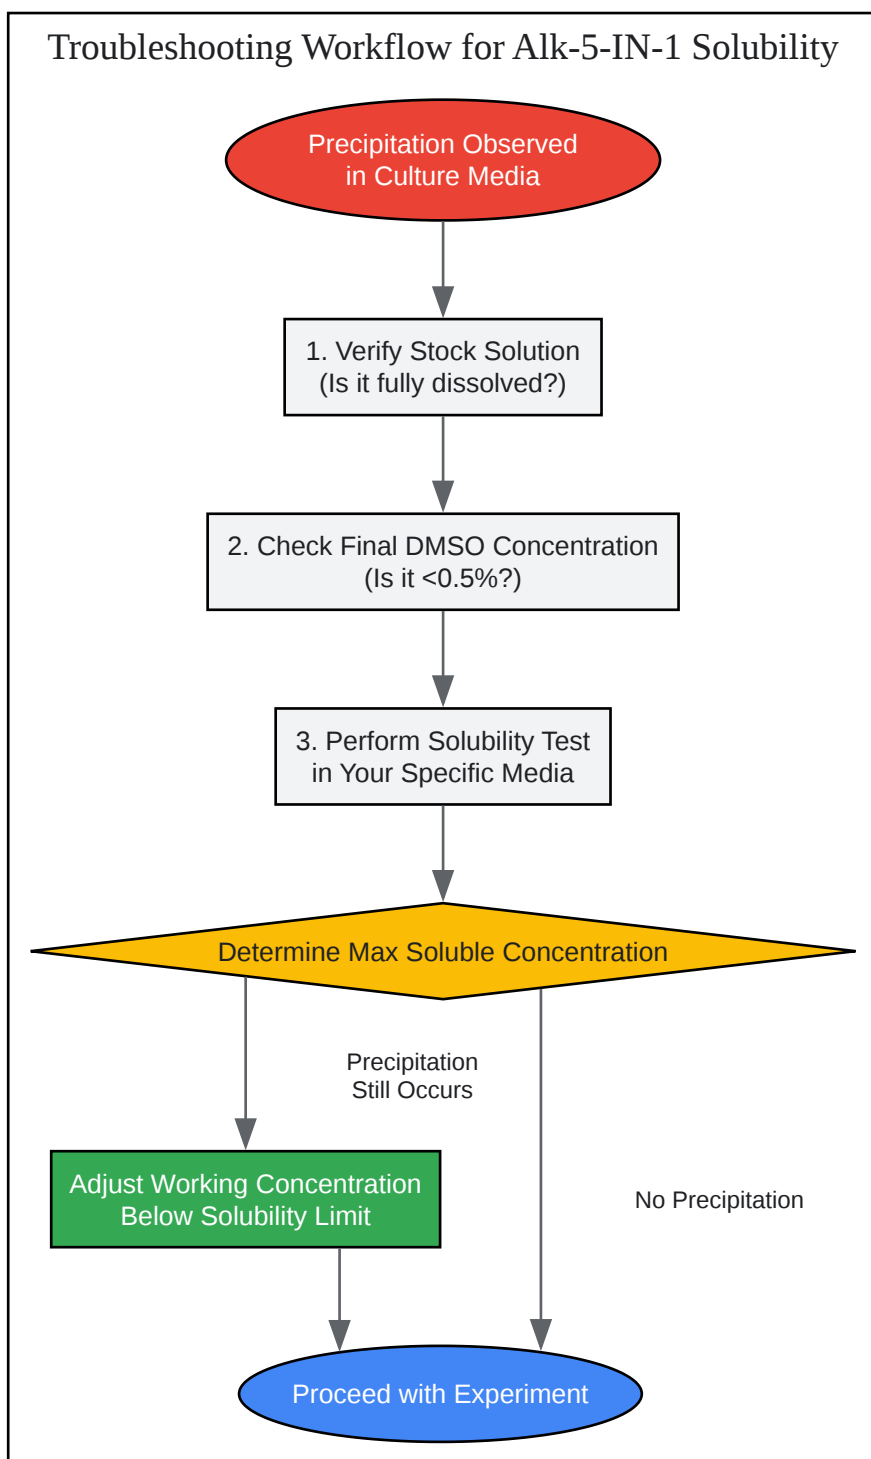 Troubleshooting Workflow for Alk-5-IN-1 Solubility
Precipitation Observed
in Culture Media
1. Verify Stock Solution
(Is it fully dissolved?)
2. Check Final DMSO Concentration
(Is it <0.5%?)
3. Perform Solubility Test
in Your Specific Media
Determine Max Soluble Concentration
Precipitation
Still Occurs
Adjust Working Concentration
Below Solubility Limit
No Precipitation
Proceed with Experiment